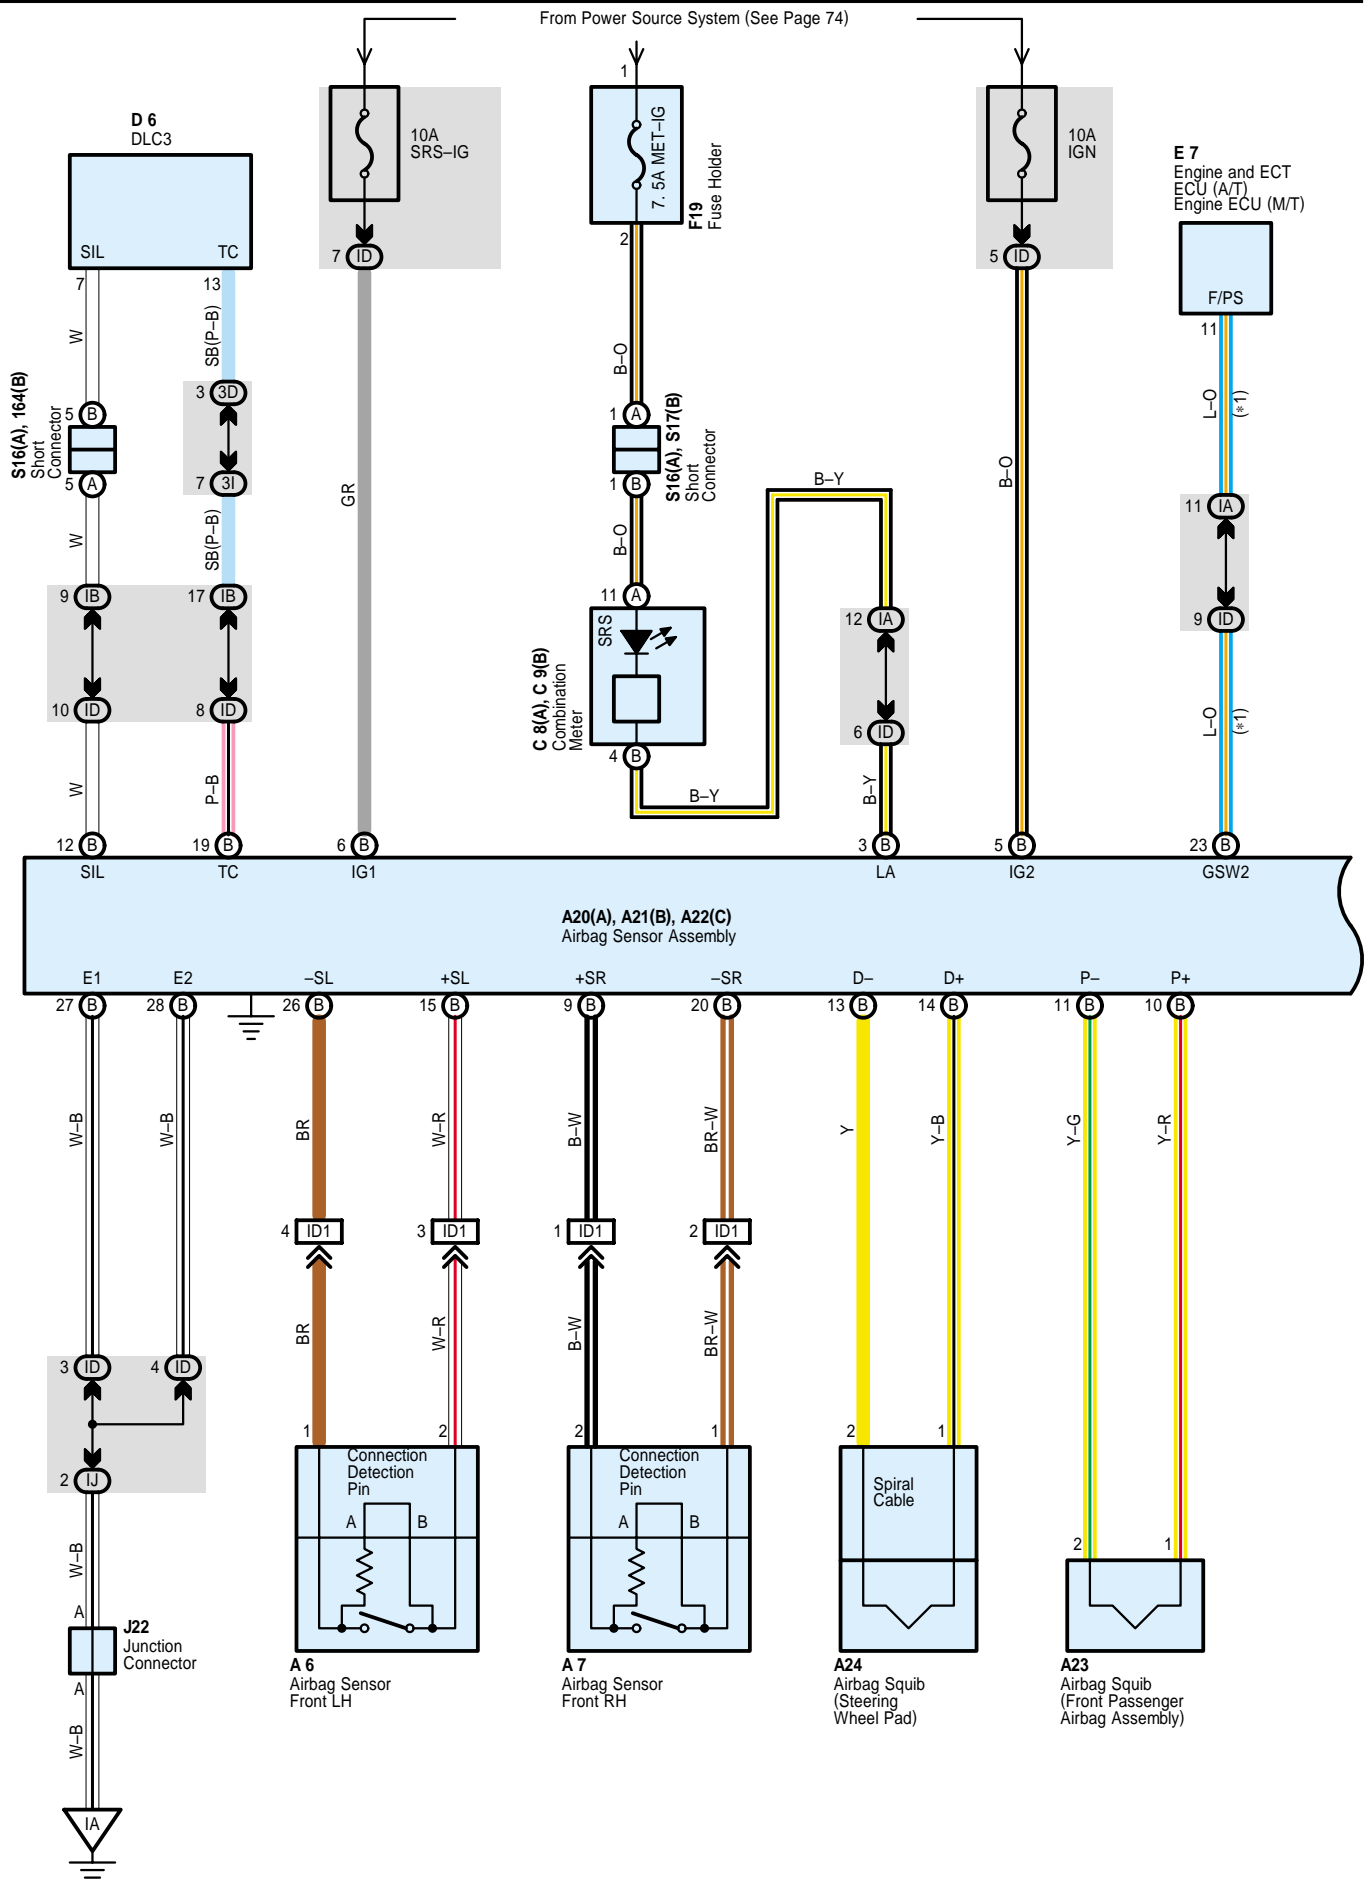 From Power Source System (See Page 74)
1
D 6
DLC3
SIL
TC
7
13
10A
SRS–IG
7
ID
7. 5A MET–IG
F19
Fuse Holder
2
10A
IGN
5
ID
E 7
Engine and ECT
ECU (A/T)
Engine ECU (M/T)
F/PS
11
W
SB(P–B)
B–O
L–O
(*1)
S16(A), 164(B)
Short
Connector
5
B
5
A
3
3D
7
3I
GR
1
A
1
B
S16(A), S17(B)
Short
Connector
B–Y
B–O
11
IA
9
ID
W
SB(P–B)
B–O
9
IB
17
IB
10
ID
8
ID
11
A
SRS
C 8(A), C 9(B)
Combination
Meter
4
B
12
IA
6
ID
L–O
(*1)
W
P–B
B–Y
B–Y
12
B
19
B
6
B
3
B
5
B
23
B
SIL
TC
IG1
LA
IG2
GSW2
A20(A), A21(B), A22(C)
Airbag Sensor Assembly
E1
E2
–SL
+SL
+SR
–SR
D–
D+
P–
P+
27
B
28
B
26
B
15
B
9
B
20
B
13
B
14
B
11
B
10
B
W–B
W–B
BR
W–R
B–W
BR–W
Y
Y–B
Y–G
Y–R
4
ID1
3
ID1
1
ID1
2
ID1
BR
W–R
B–W
BR–W
3
ID
4
ID
2
IJ
1
2
2
1
2
1
Connection
Detection
Pin
A
B
Connection
Detection
Pin
A
B
Spiral
Cable
2
1
W–B
A
J22
Junction
Connector
A
W–B
IA
A 6
Airbag Sensor
Front LH
A 7
Airbag Sensor
Front RH
A24
Airbag Squib
(Steering
Wheel Pad)
A23
Airbag Squib
(Front Passenger
Airbag Assembly)